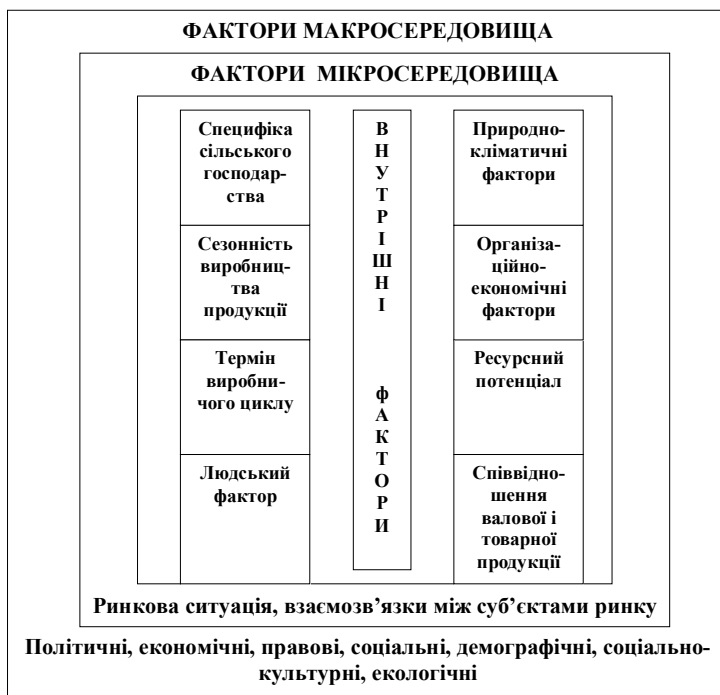 ФАКТОРИ МАКРОСЕРЕДОВИЩА
ФАКТОРИ МІКРОСЕРЕДОВИЩА
Специфіка
сільського
господар-
ства
Сезонність
виробниц-
тва
продукції
Термін
виробни-
чого циклу
Людський
фактор
В
Н
У
Т
Р
І
Ш
Н
І
ф
А
К
Т
О
Р
И
Природно-
кліматичні
фактори
Організа-
ційно-
економічні
фактори
Ресурсний
потенціал
Співвідно-
шення
валової і
товарної
продукції
Ринкова ситуація, взаємозв’язки між суб’єктами ринку
Політичні, економічні, правові, соціальні, демографічні, соціально-
культурні, екологічні